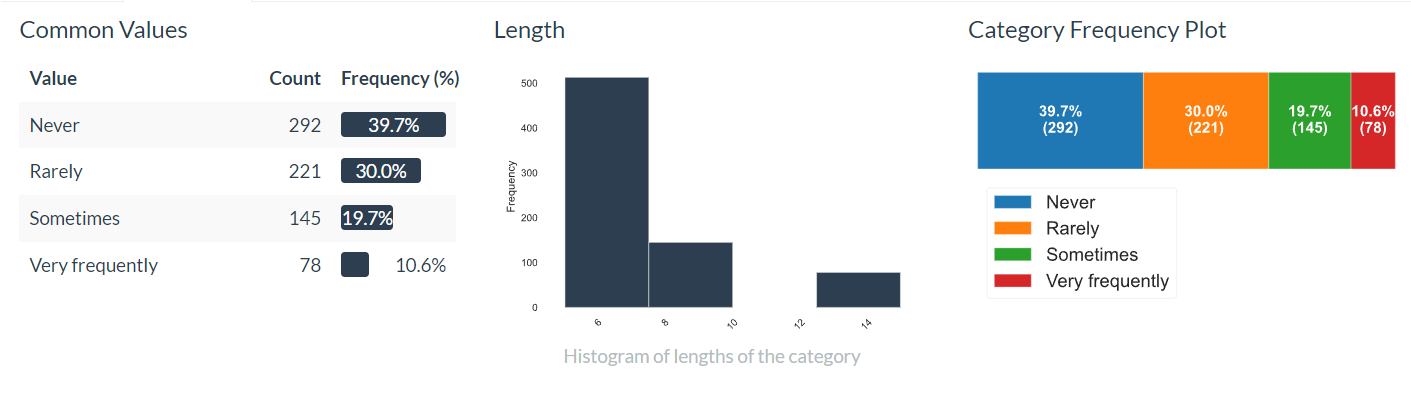 Common Values
Value Count Frequency (%)
Never 292 39.7%
Rarely 221 30.0%
Sometimes 145 19.7%
Very frequently 78 10.6%
Length
500
400
300
200
100
0
Frequency
6 8 10 12 14
Histogram of lengths of the category
Category Frequency Plot
39.7% 30.0% 19.7% 10.6%
(292) (221) (145) (78)
Never
Rarely
Sometimes
Very frequently